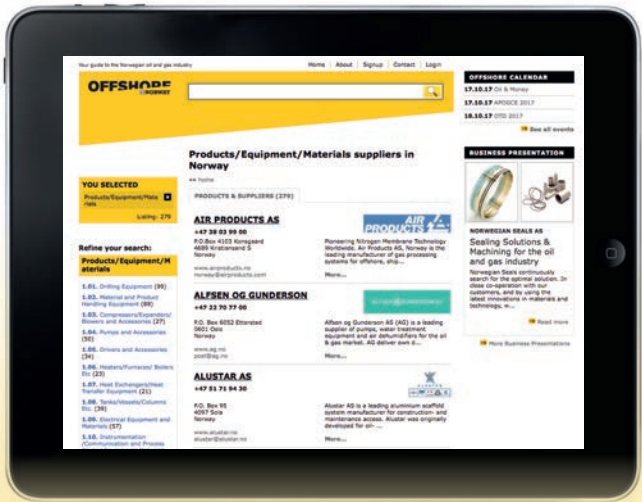 Your guide to the Norwegian oil and gas industry
Home About Signup Contact Login
OFFSHORE
NORWAY
OFFSHORE CALENDAR
17.10.17 Oil & Money
17.10.17 APOGCE 2017
18.10.17 OTD 2017
See all events
Products/Equipment/Materials suppliers in
Norway
<< home
PRODUCTS & SUPPLIERS (279)
YOU SELECTED
Products/Equipment/Mate
rials
Listing: 279
Refine your search:
Products/Equipment/M
aterials
1.01. Drilling Equipment (99)
1.02. Material and Product
Handling Equipment (88)
1.03. Compressors/Expanders/
Blowers and Accessories (27)
1.04. Pumps and Accessories
(50)
1.05. Drivers and Accessories
(34)
1.06. Heaters/Furnaces/ Boilers
Etc (23)
1.07. Heat Exchangers/Heat
Transfer Equipment (21)
1.08. Tanks/Vessels/Columns
Etc. (36)
1.09. Electrical Equipment and
Materials (57)
1.10. Instrumentation
/Communication and Process
AIR PRODUCTS AS
+47 38 03 99 00
P.O.Box 4103 Kongsgaard
4689 Kristiansand S
Norway
www.airproducts.no
norway@airproducts.com
AIR
PRODUCTS
Pioneering Nitrogen Membrane Technology
Worldwide. Air Products AS, Norway is the
leading manufacturer of gas processing
systems for offshore, ship...
More...
ALFSEN OG GUNDERSON
+47 22 70 77 00
P.O. Box 6052 Etterstad
0601 Oslo
Norway
www.ag.no
post@ag.no
Alfsen og Gunderson AS (AG) is a leading
supplier of pumps, water treatment
equipment and air dehumidifiers for the oil
& gas market. AG deliver own d...
More...
ALUSTAR AS
+47 51 71 94 30
P.O. Box 95
4097 Sola
Norway
www.alustar.no
alustar@alustar.no
Alustar AS is a leading aluminium scaffold
system manufacturer for construction- and
maintenance access. Alustar was originally
developed for oil- ...
More...
BUSINESS PRESENTATION
NORWEGIAN SEALS AS
Sealing Solutions &
Machining for the oil
and gas industry
Norwegian Seals continuously
search for the optimal solution. In
close co-operation with our
customers, and by using the
latest innovations in materials and
technology, w...
Read more
More Business Presentations